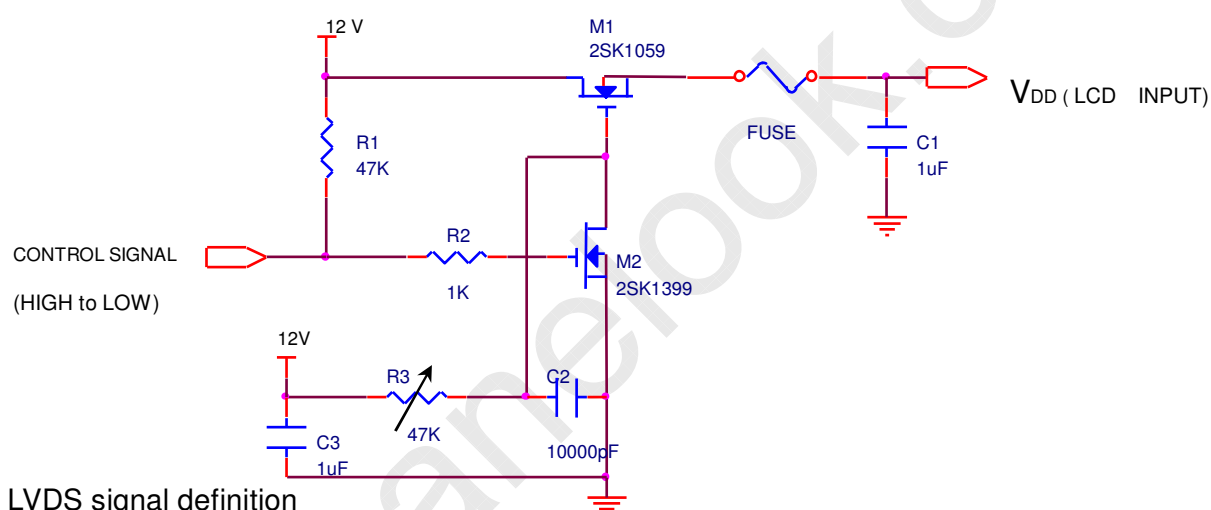 12 V
M1
2SK1059
R1
47K
FUSE
C1
1uF
VDD ( LCD INPUT)
CONTROL SIGNAL
(HIGH to LOW)
R2
1K
M2
2SK1399
12V
R3
47K
C2
10000pF
C3
1uF
LVDS signal definition
anelook.c